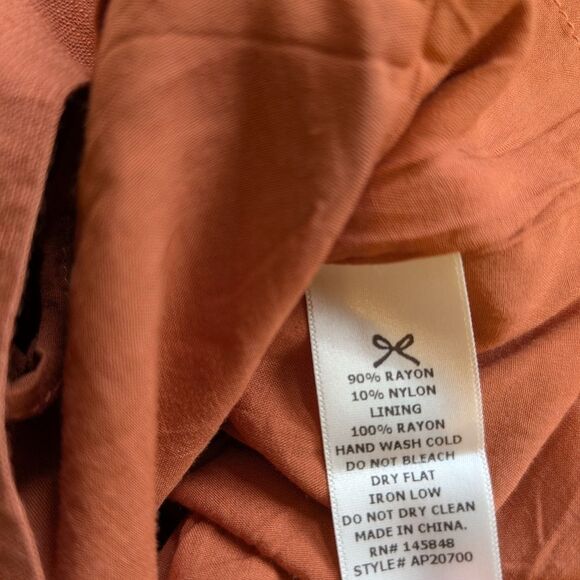 90% RAYON
10% NYLON
LINING
100% RAYON
HAND WASH COLD
DO NOT BLEACH
DRY FLAT
IRON LOW
DO NOT DRY CLEAN
MADE IN CHINA.
RN# 145848
STYLE# AP20700